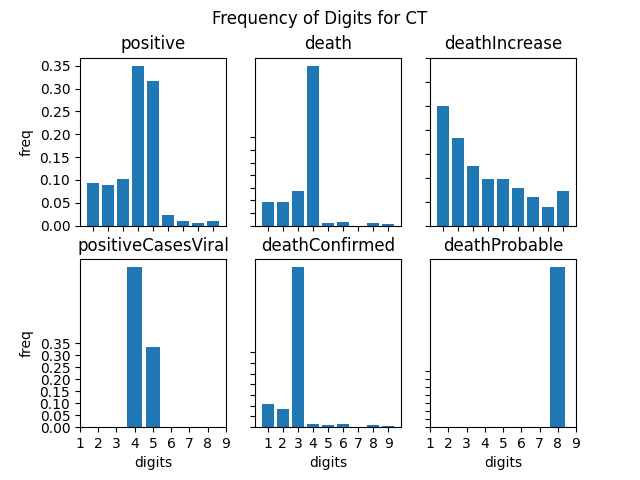 Frequency of Digits for CT
positive death deathIncrease
0.35
0.30
0.25
0.20
0.15
0.10
0.05
0.00
freq
positiveCasesViral deathConfirmed deathProbable
0.35
0.30
0.25
0.20
0.15
0.10
0.05
0.00
freq
1 2 3 4 5 6 7 8 9 1 2 3 4 5 6 7 8 9 1 2 3 4 5 6 7 8 9
digits digits digits